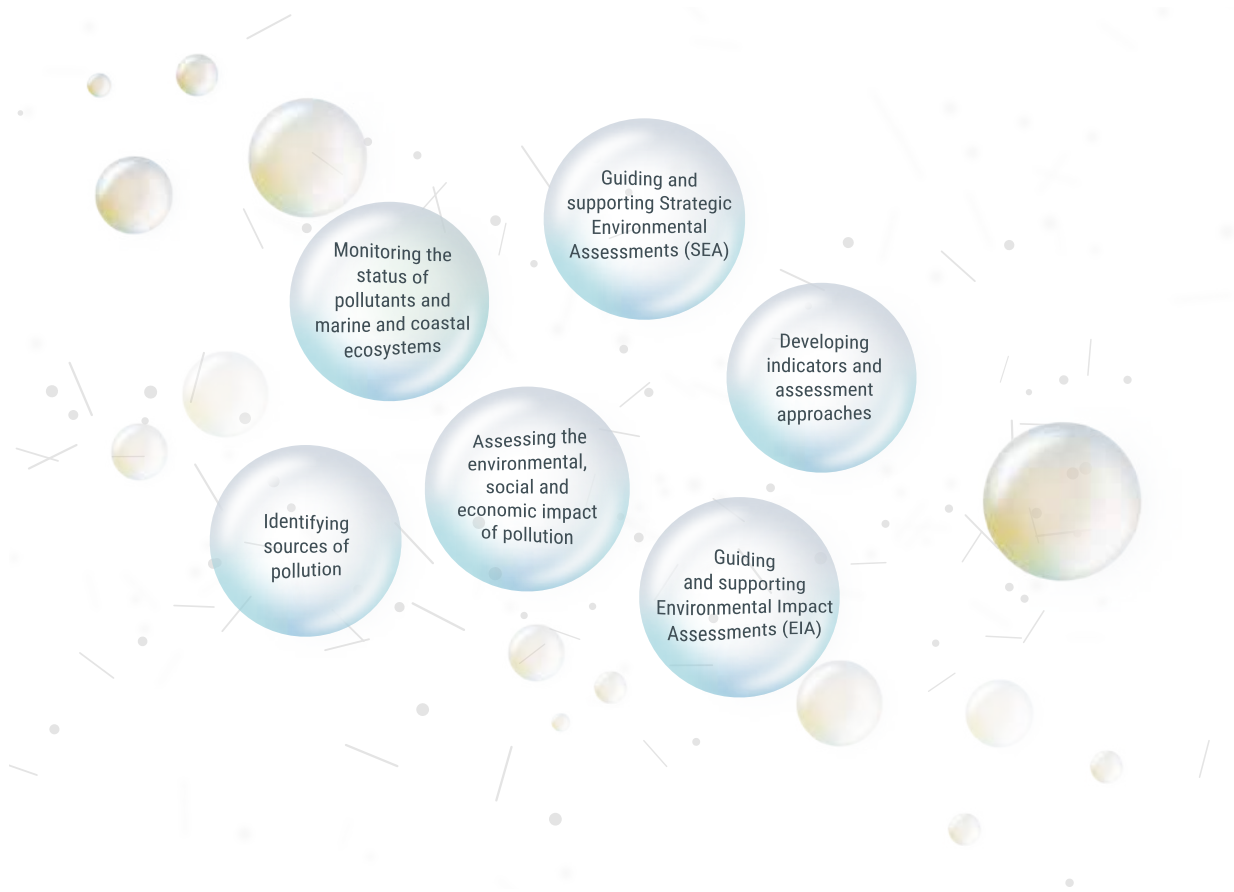 Guiding and
supporting Strategic
Environmental
Assessments (SEA)
Monitoring the
status of
pollutants and
marine and coastal
ecosystems
Developing
indicators and
assessment
approaches
Assessing the
environmental,
social and
economic impact
of pollution
Identifying
sources of
pollution
Guiding
and supporting
Environmental Impact
Assessments (EIA)